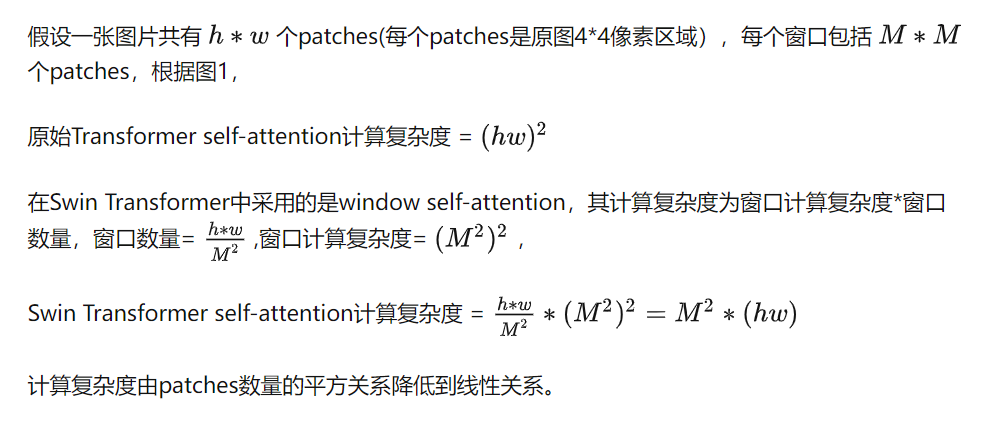 假设一张图片共有 h ∗ w 个patches(每个patches是原图4*4像素区域），每个窗口包括 M ∗ M
个patches，根据图1，
原始Transformer self-attention计算复杂度 = (hw)²
在Swin Transformer中采用的是window self-attention，其计算复杂度为窗口计算复杂度*窗口
数量，窗口数量= \frac{h∗w}{M²} ,窗口计算复杂度= (M²)² ，
Swin Transformer self-attention计算复杂度 = \frac{h∗w}{M²} ∗ (M²)² = M² ∗ (hw)
计算复杂度由patches数量的平方关系降低到线性关系。